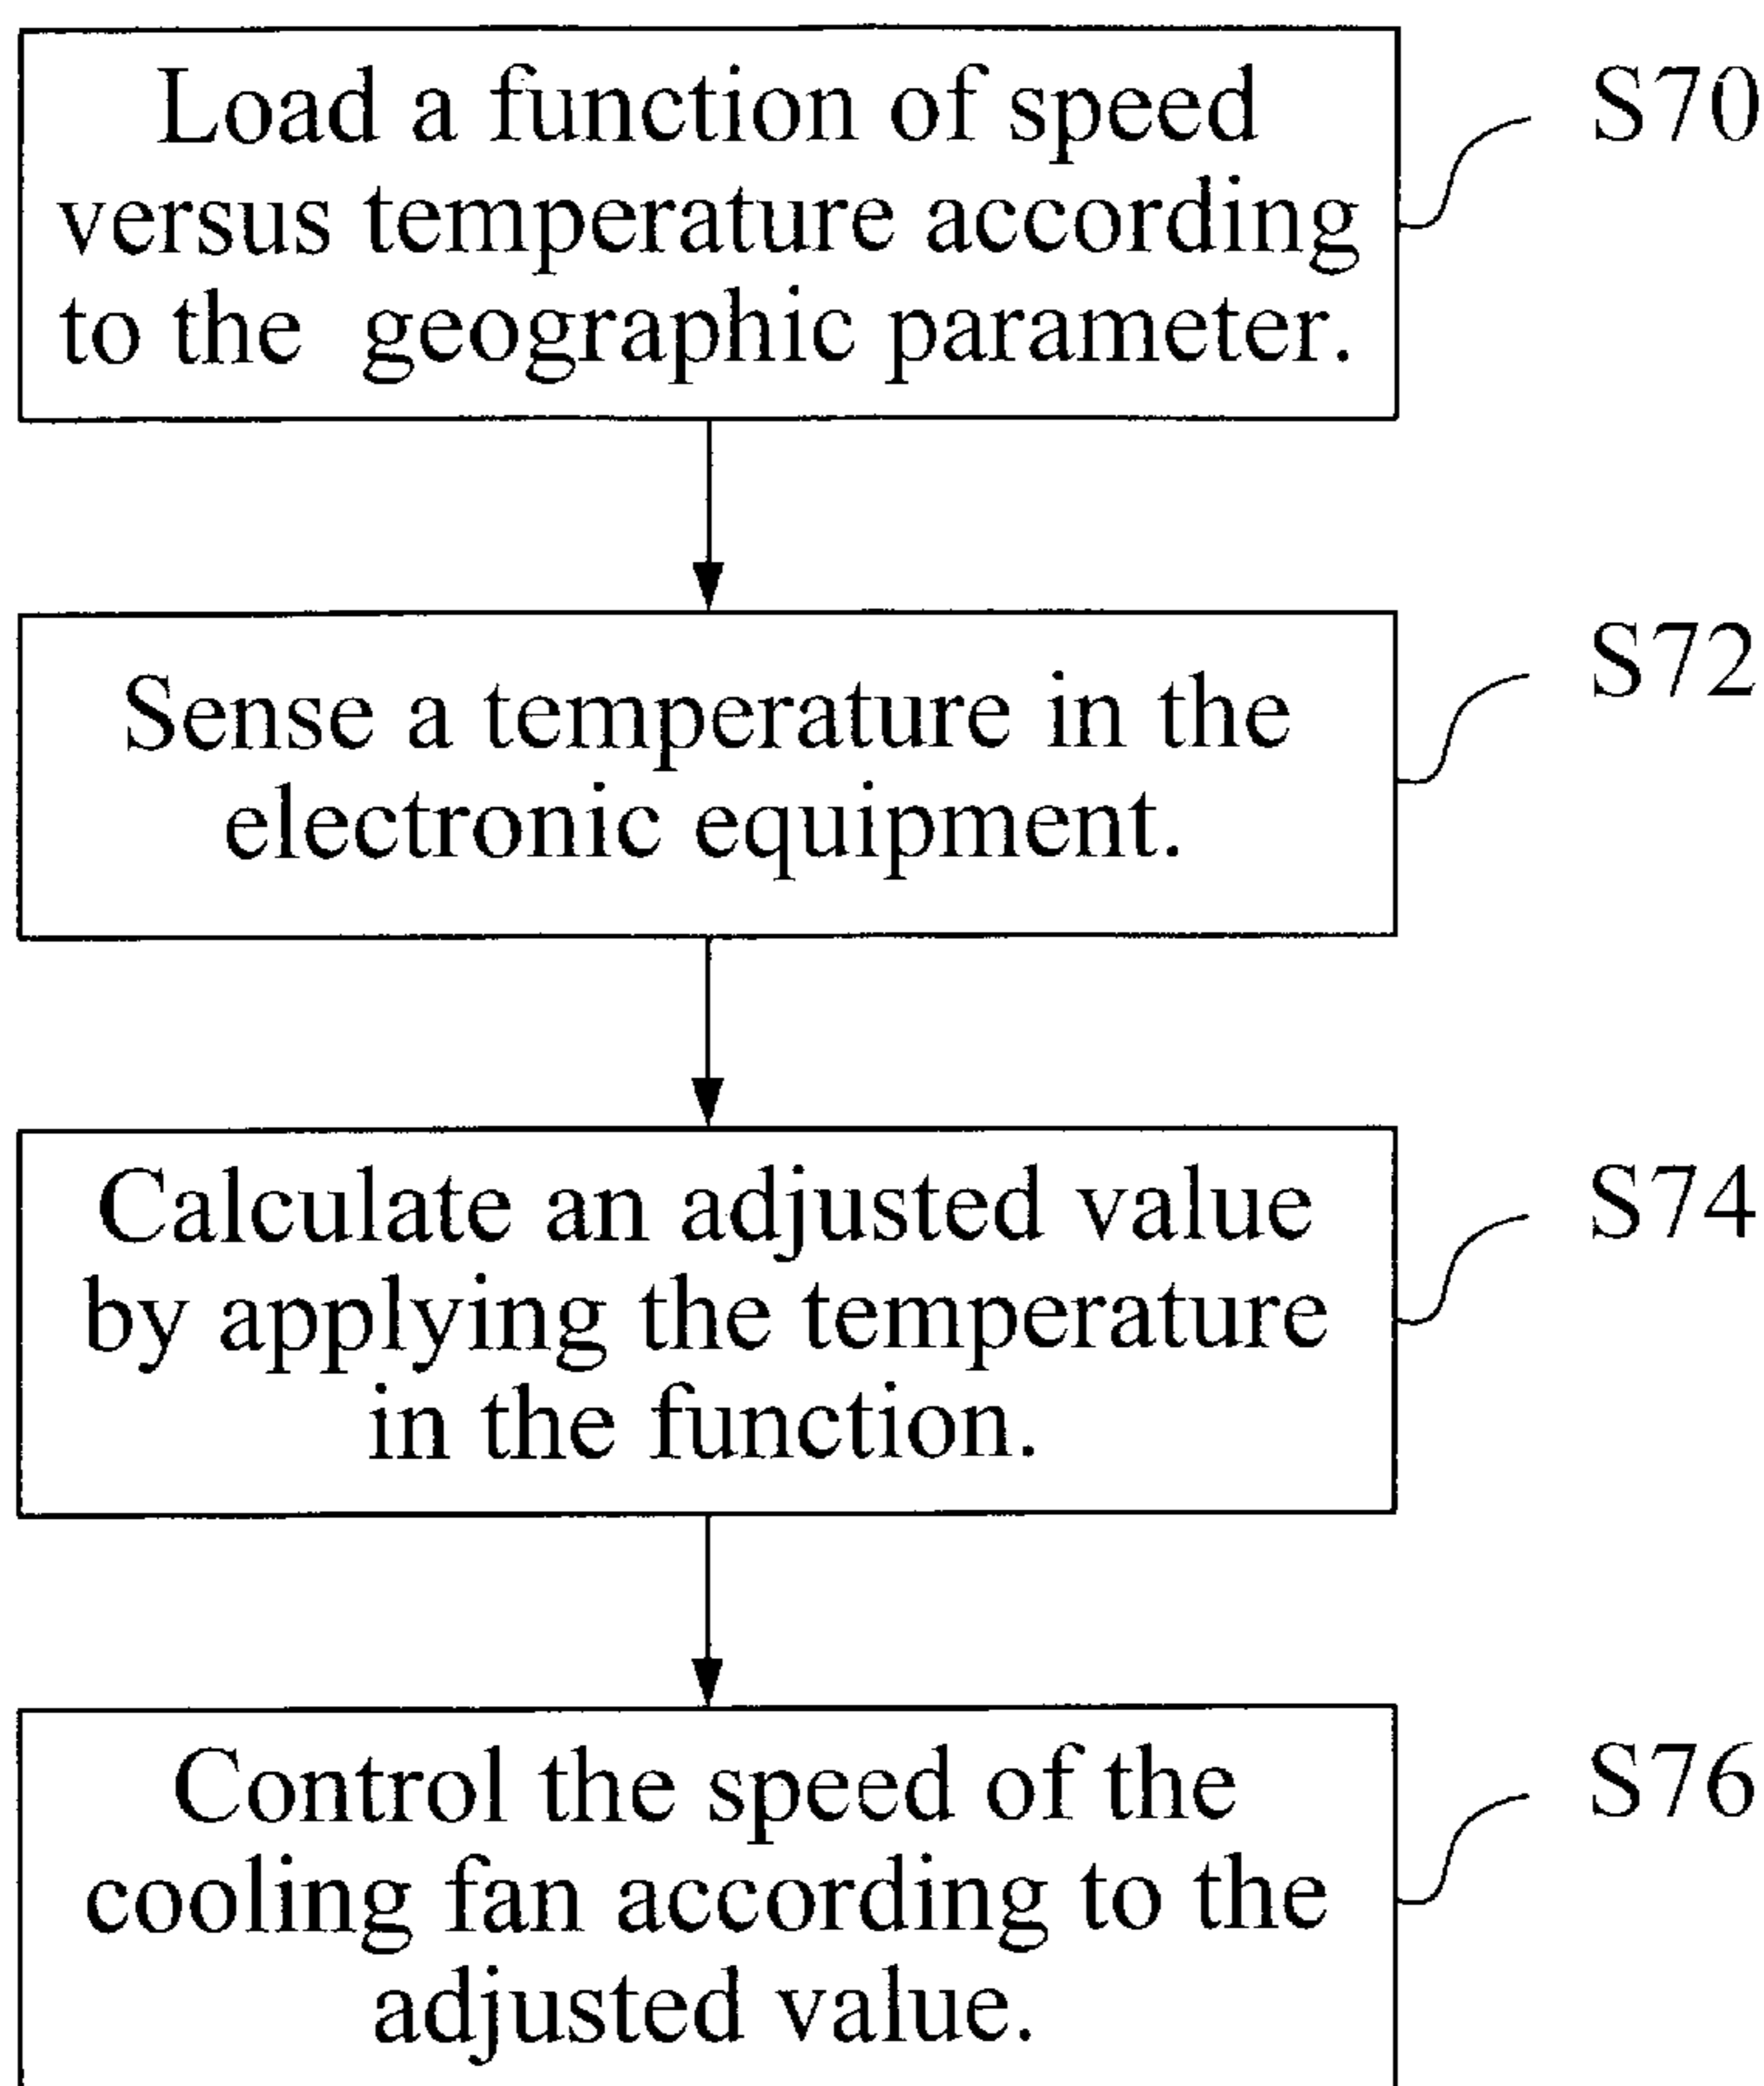 Load a function of speed
versus temperature according
to the geographic parameter.
S70
Sense a temperature in the
electronic equipment.
S72
Calculate an adjusted value
by applying the temperature
in the function.
S74
Control the speed of the
cooling fan according to the
adjusted value.
S76